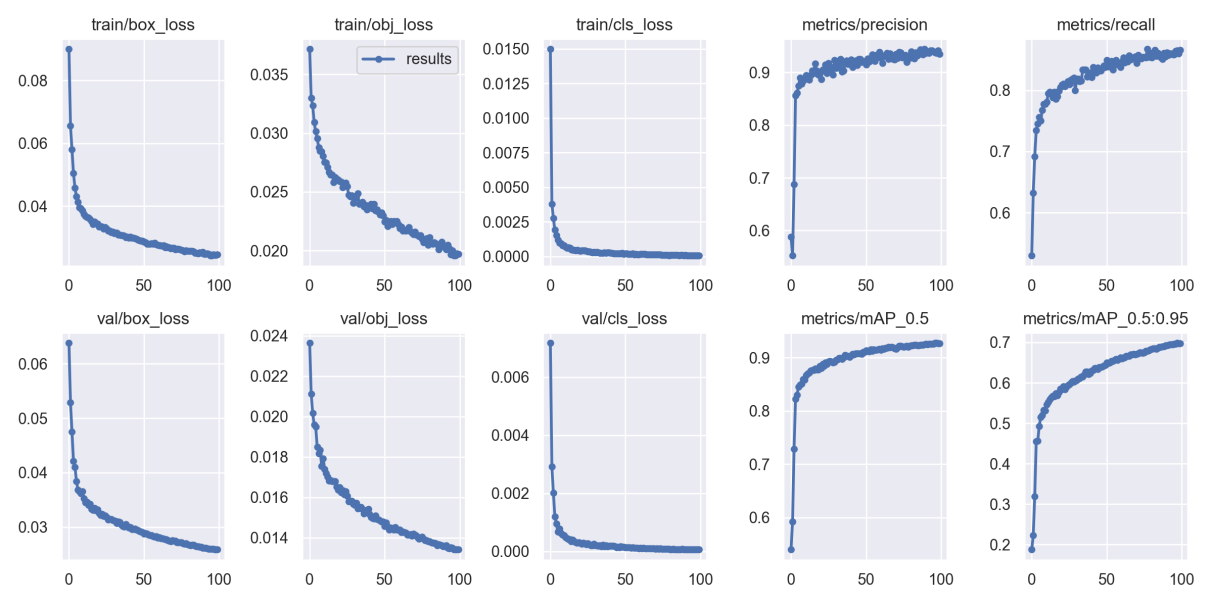 train/box_loss
0.08
0.06
0.04
0 50 100
train/obj_loss
results
0.035
0.030
0.025
0.020
0 50 100
train/cls_loss
0.0150
0.0125
0.0100
0.0075
0.0050
0.0025
0.0000
0 50 100
metrics/precision
0.9
0.8
0.7
0.6
0 50 100
metrics/recall
0.8
0.7
0.6
0 50 100
val/box_loss
0.06
0.05
0.04
0.03
0 50 100
val/obj_loss
0.024
0.022
0.020
0.018
0.016
0.014
0 50 100
val/cls_loss
0.006
0.004
0.002
0.000
0 50 100
metrics/mAP_0.5
0.9
0.8
0.7
0.6
0 50 100
metrics/mAP_0.5:0.95
0.7
0.6
0.5
0.4
0.3
0.2
0 50 100